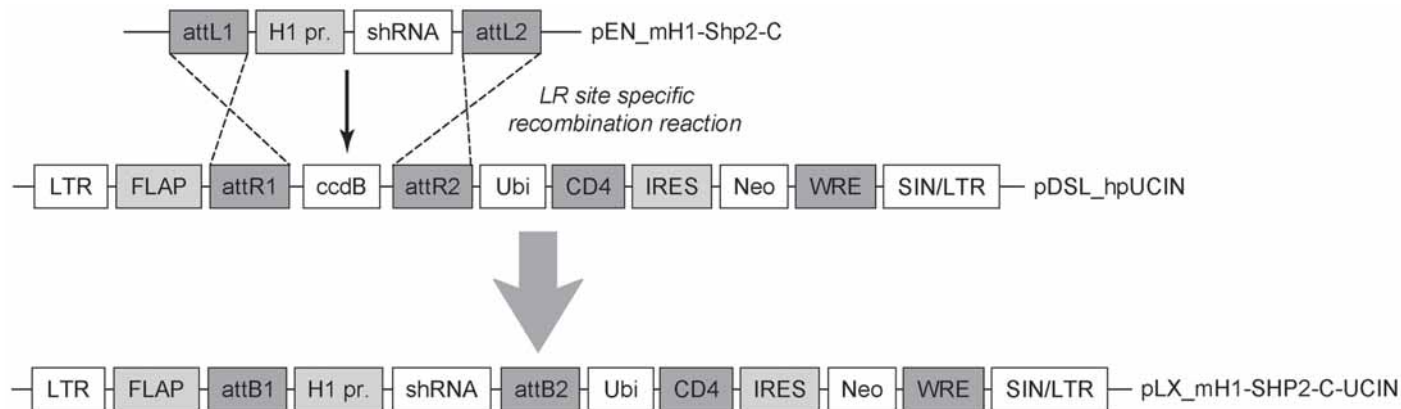 attL1 H1 pr. shRNA attL2 pEN_mH1-Shp2-C
LR site specific
recombination reaction
LTR FLAP attR1 ccdB attR2 Ubi CD4 IRES Neo WRE SIN/LTR pDSL_hpUCIN
LTR FLAP attB1 H1 pr. shRNA attB2 Ubi CD4 IRES Neo WRE SIN/LTR pLX_mH1-SHP2-C-UCIN